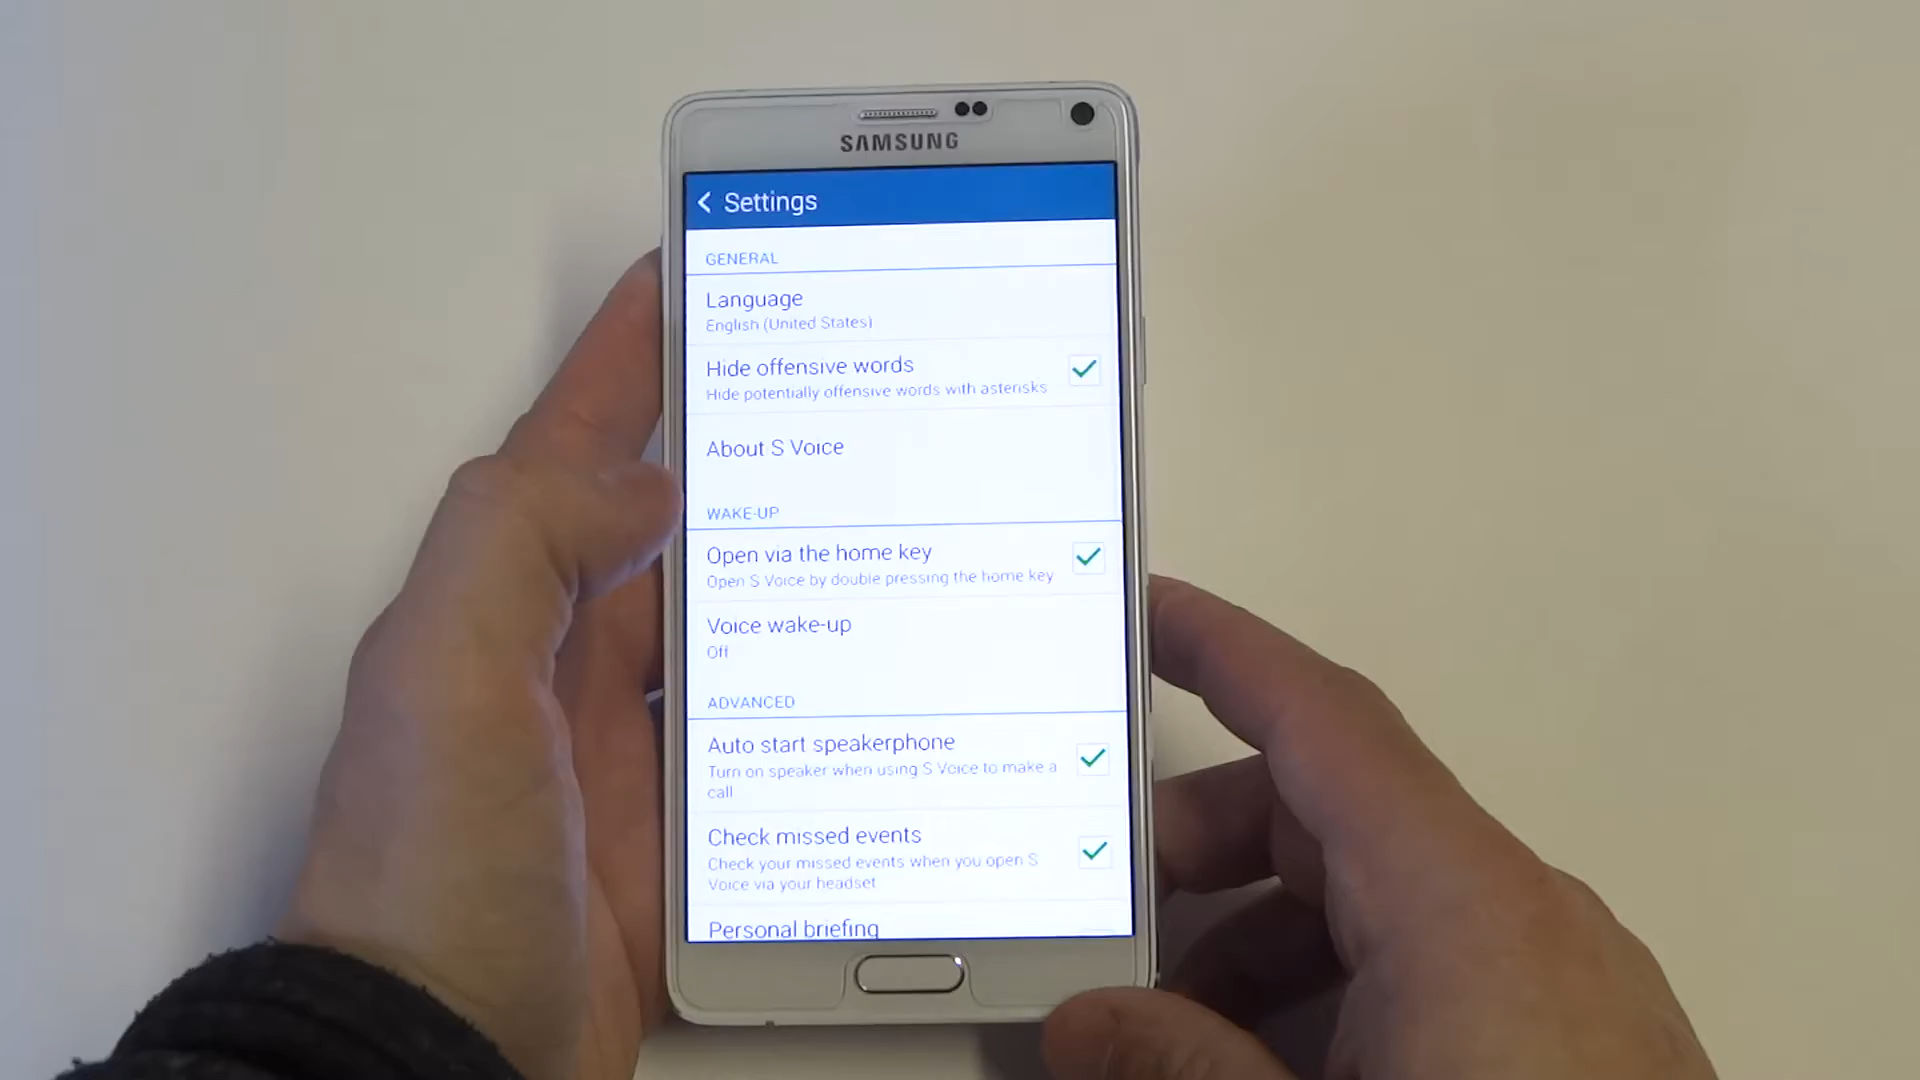 SAMSUNG
Settings
GENERAL
Language
English (United States)
Hide offensive words
Hide potentially offensive words with asterisks
About S Voice
WAKE-UP
Open via the home key
Open S Voice by double pressing the home key
Voice wake-up
Off
ADVANCED
Auto start speakerphone
Turn on speaker when using S Voice to make a
call
Check missed events
Check your missed events when you open S
Voice via your headset
Personal briefing